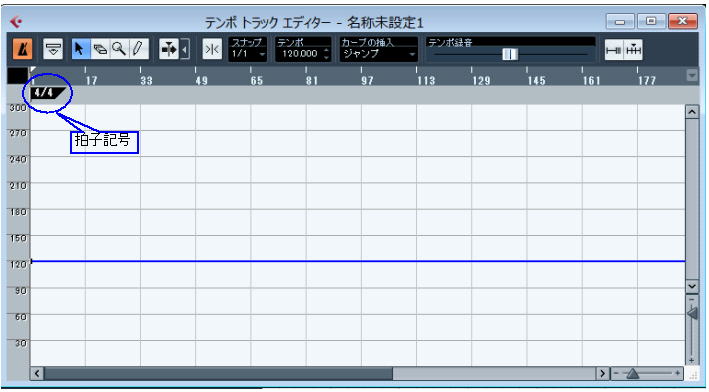 テンポ トラック エディター - 名称未設定1
スナップ テンポ カーブの挿入 テンポ録音
1/1 120.000 ジャンプ
1 17 33 49 65 81 97 113 129 145 161 177
4/4
拍子記号
300
270
240
210
180
150
120
90
60
30